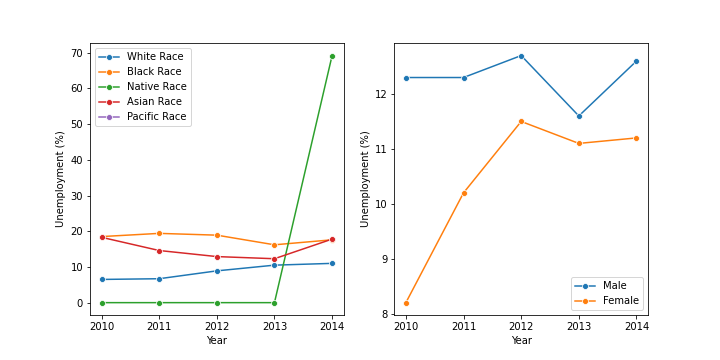 White Race
Black Race
Native Race
Asian Race
Pacific Race
Unemployment (%)
70
60
50
40
30
20
10
0
2010 2011 2012 2013 2014
Year
Unemployment (%)
12
11
10
9
8
Male
Female
2010 2011 2012 2013 2014
Year